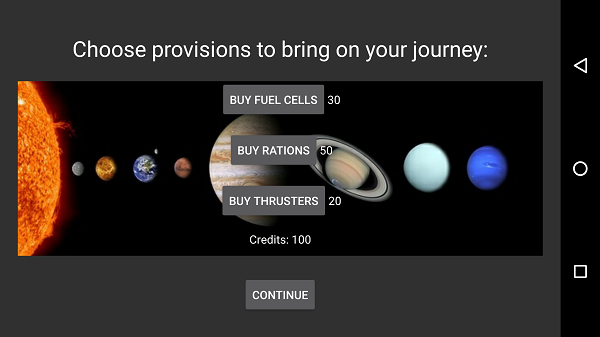 Choose provisions to bring on your journey:
BUY FUEL CELLS 30
BUY RATIONS 50
BUY THRUSTERS 20
Credits: 100
CONTINUE